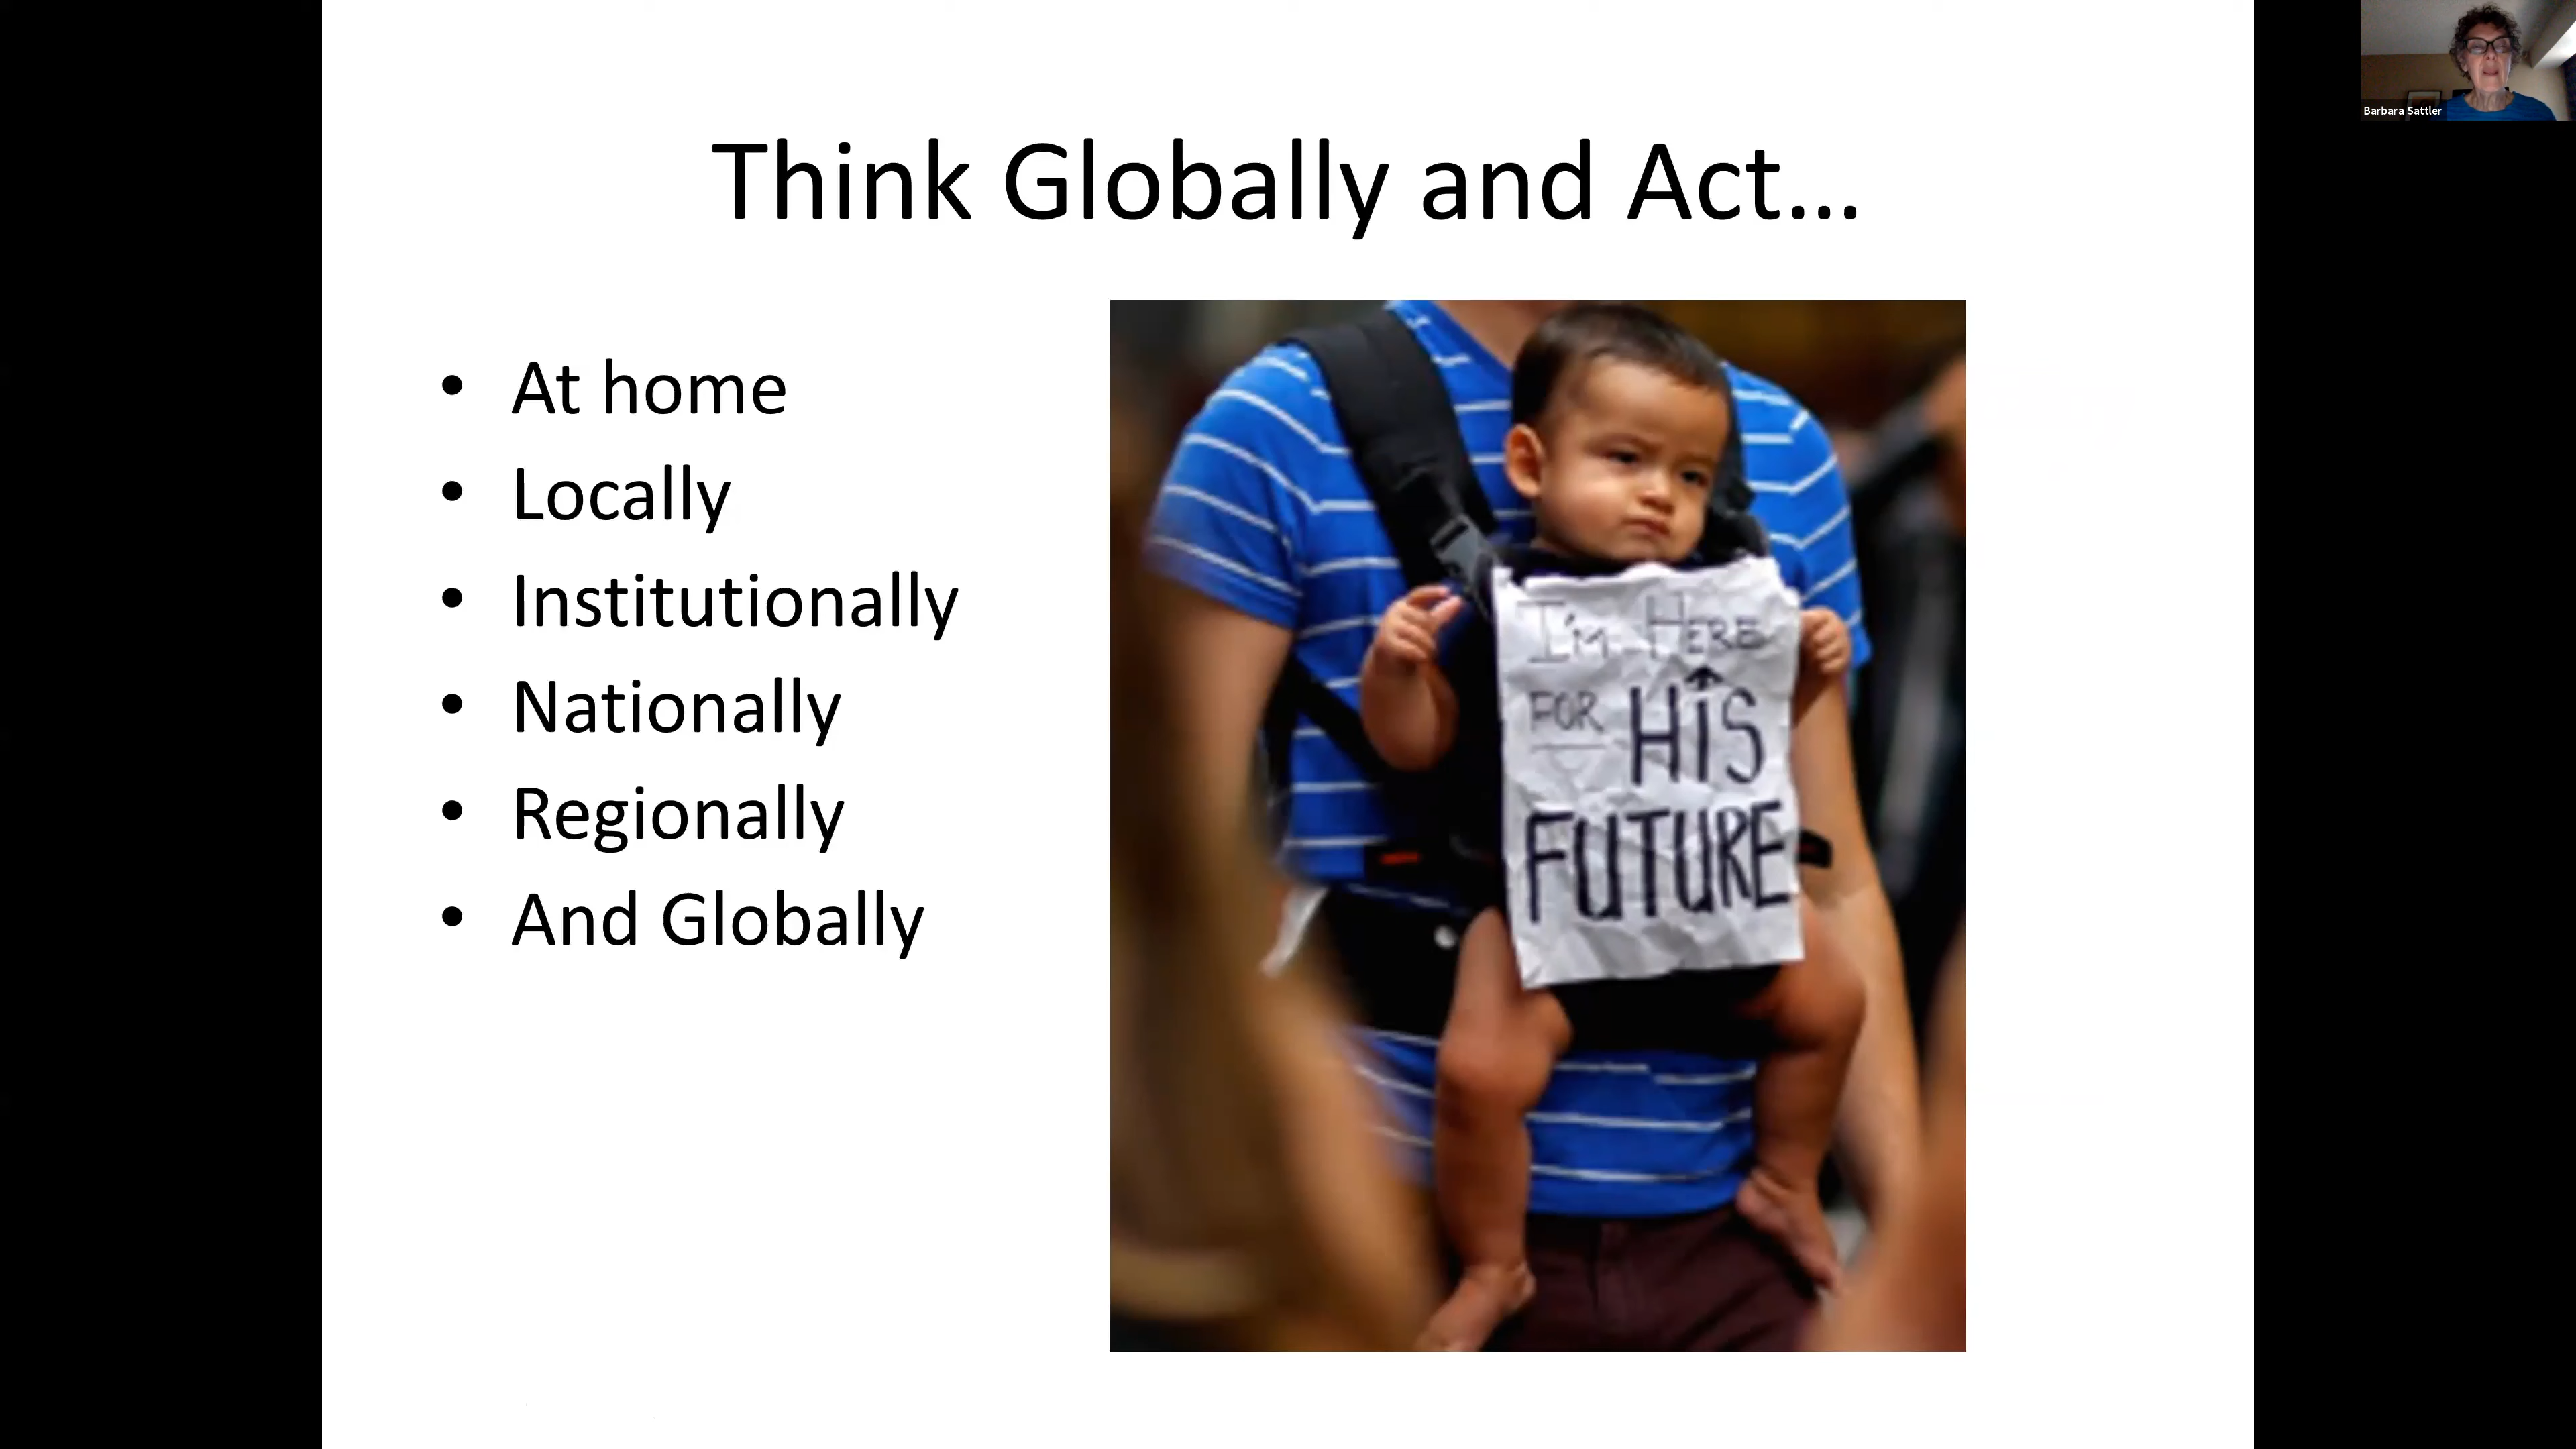 Barbara Sattler
Think Globally and Act...
• At home
• Locally
• Institutionally
• Nationally
• Regionally
• And Globally
I'M HERE
FOR HIS
FUTURE